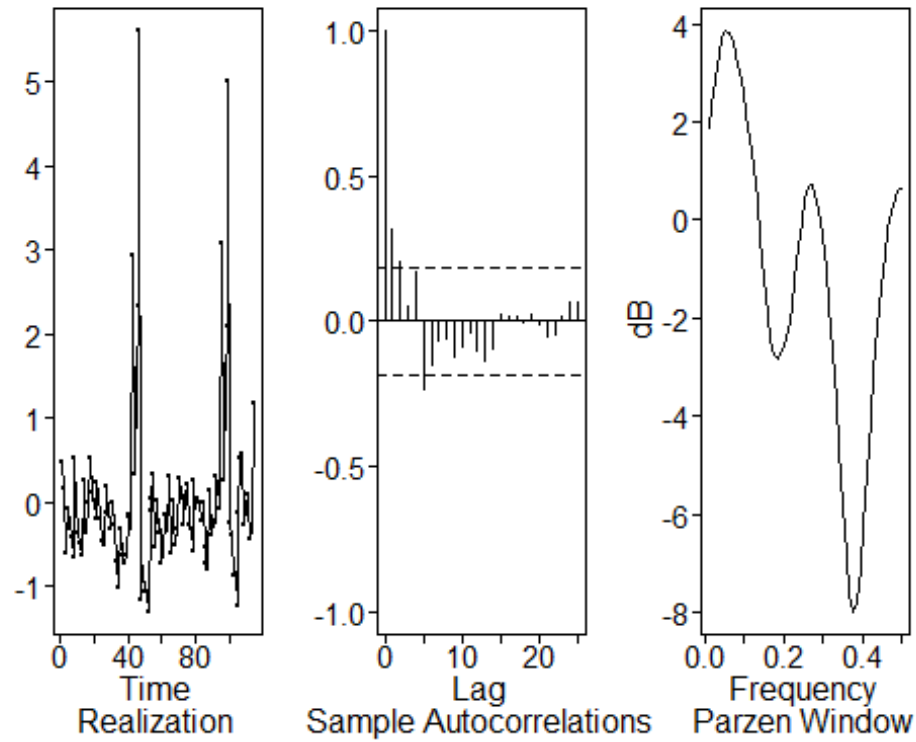 5
4
3
2
1
0
-1
0 40 80
Time
Realization
1.0
0.5
0.0
-0.5
-1.0
0 10 20
Lag
Sample Autocorrelations
dB
4
2
0
-2
-4
-6
-8
0.0 0.2 0.4
Frequency
Parzen Window